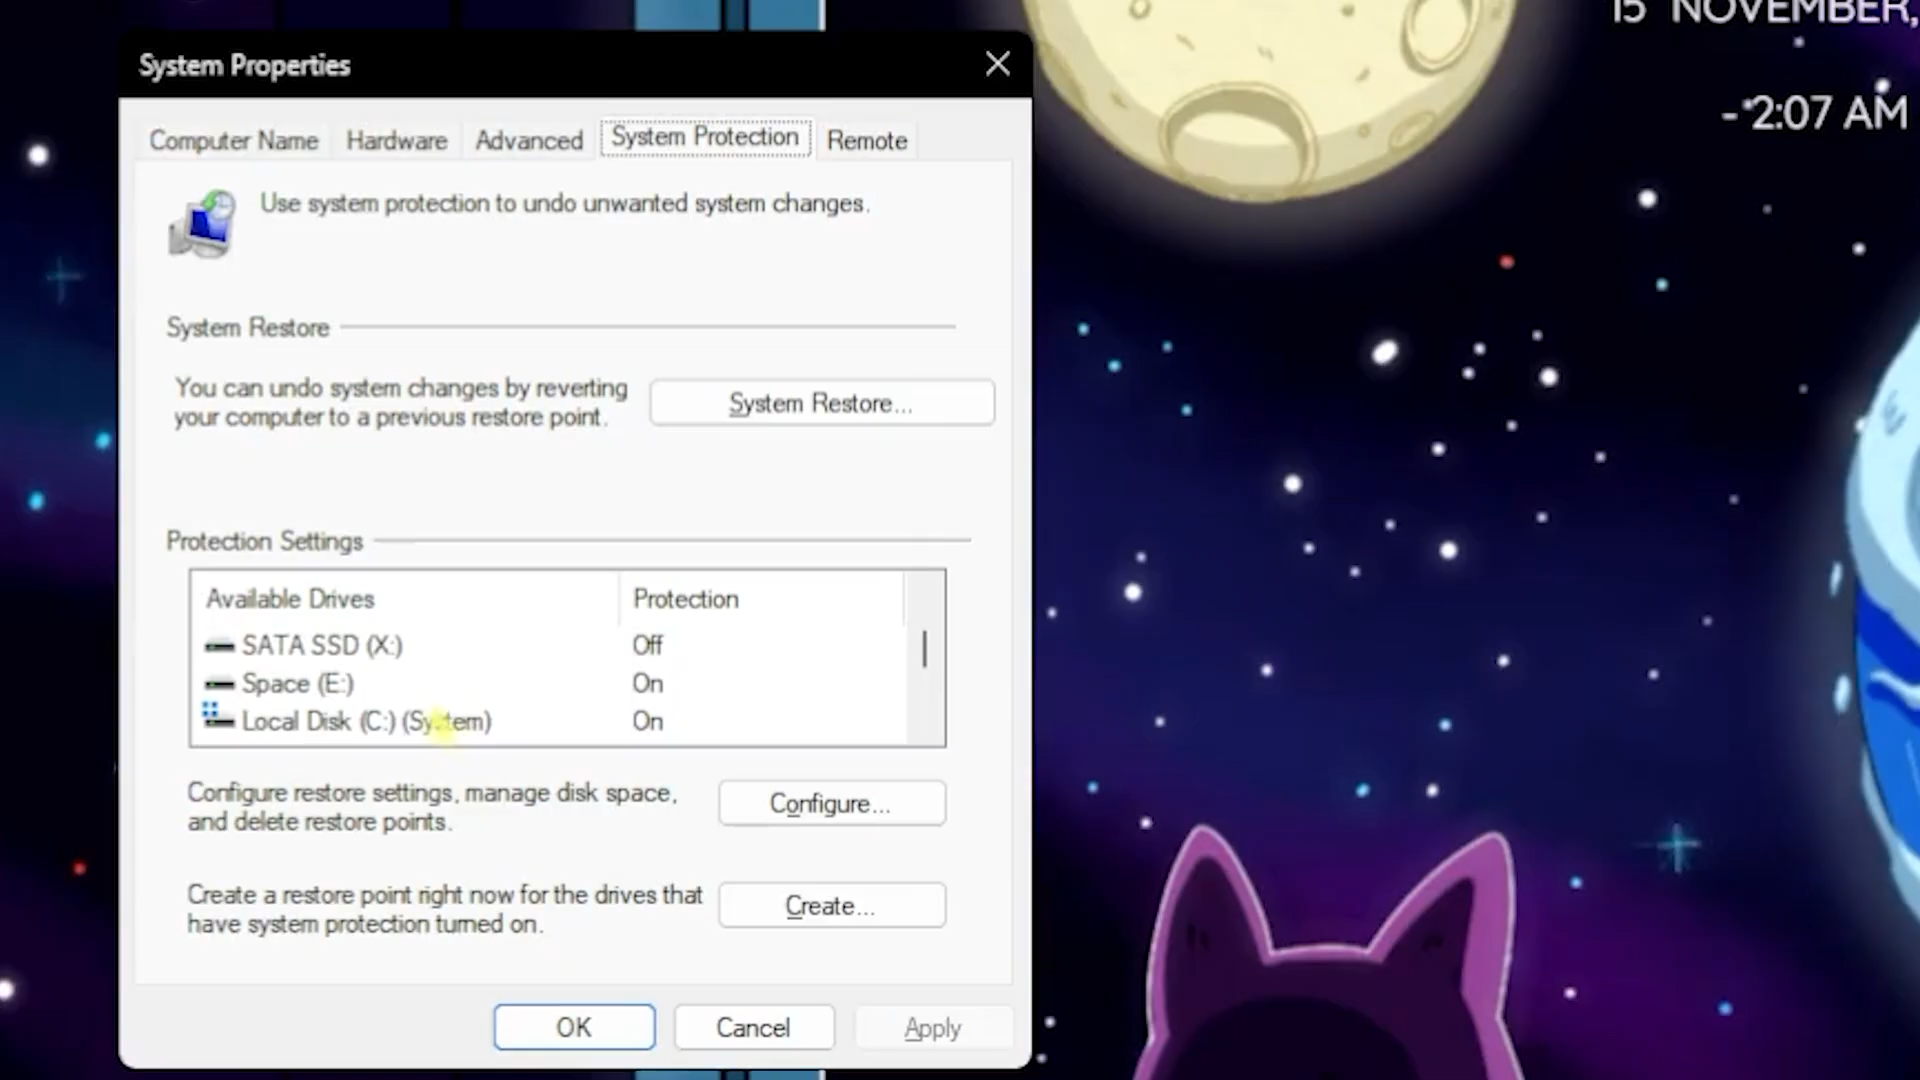 15 NOVEMBER,
- 2:07 AM
System Properties
Computer Name Hardware Advanced System Protection Remote
Use system protection to undo unwanted system changes.
System Restore
You can undo system changes by reverting
your computer to a previous restore point.
System Restore...
Protection Settings
Available Drives Protection
SATA SSD (X:) Off
Space (E:) On
Local Disk (C:) (System) On
Configure restore settings, manage disk space,
and delete restore points.
Configure...
Create a restore point right now for the drives that
have system protection turned on.
Create...
OK Cancel Apply